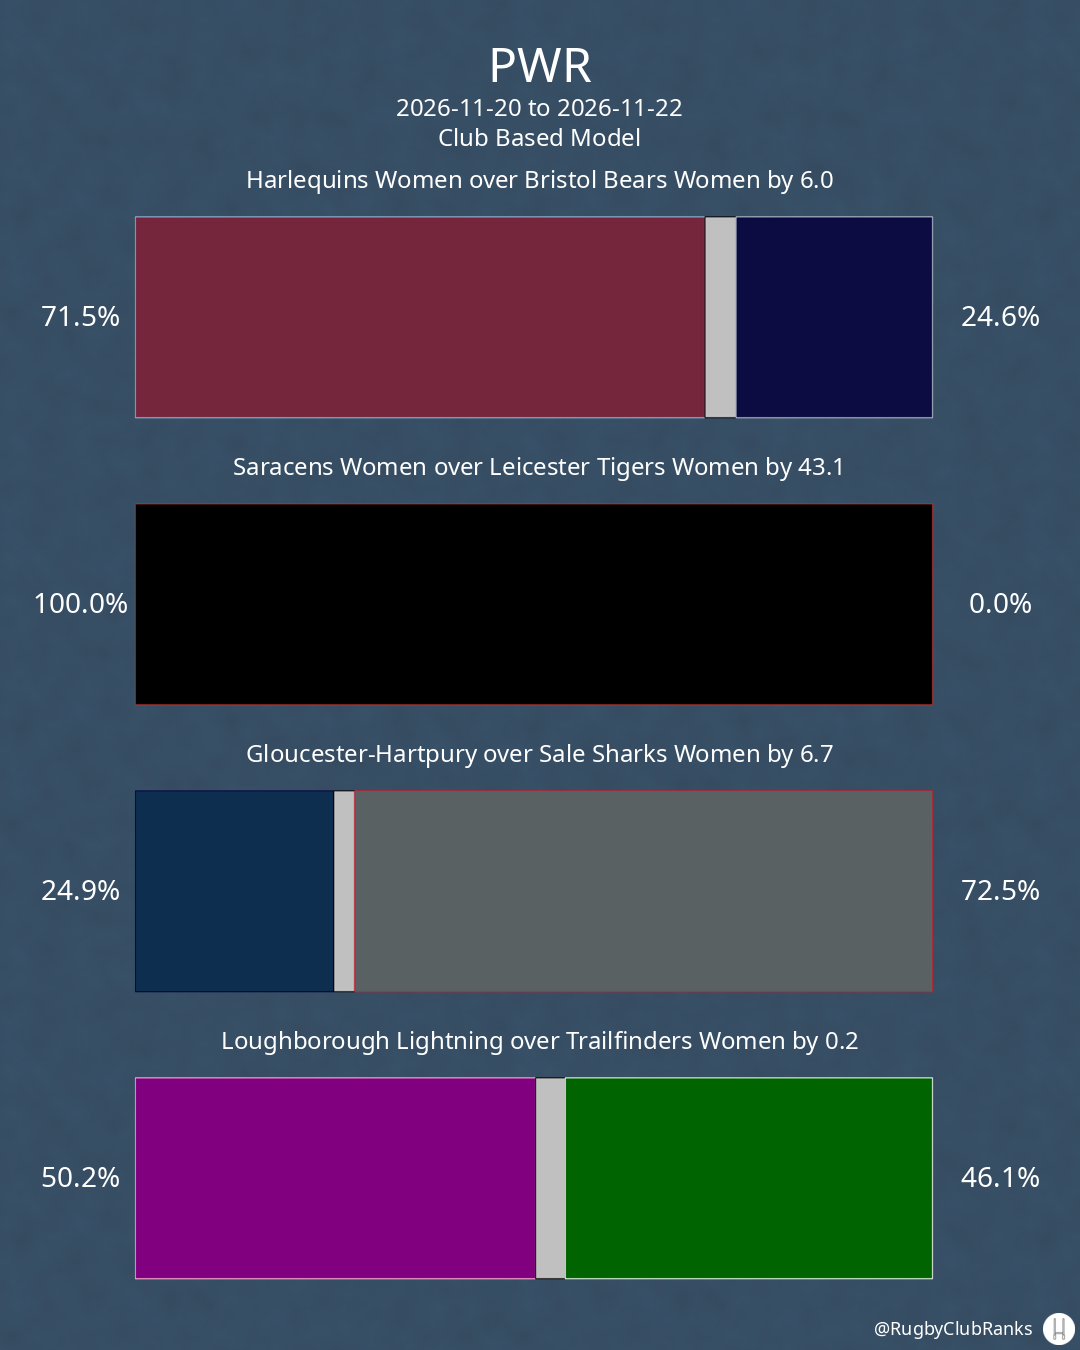 PWR
2026-11-20 to 2026-11-22
Club Based Model
Harlequins Women over Bristol Bears Women by 6.0
71.5%
24.6%
Saracens Women over Leicester Tigers Women by 43.1
100.0%
0.0%
Gloucester-Hartpury over Sale Sharks Women by 6.7
24.9%
72.5%
Loughborough Lightning over Trailfinders Women by 0.2
50.2%
46.1%
@RugbyClubRanks